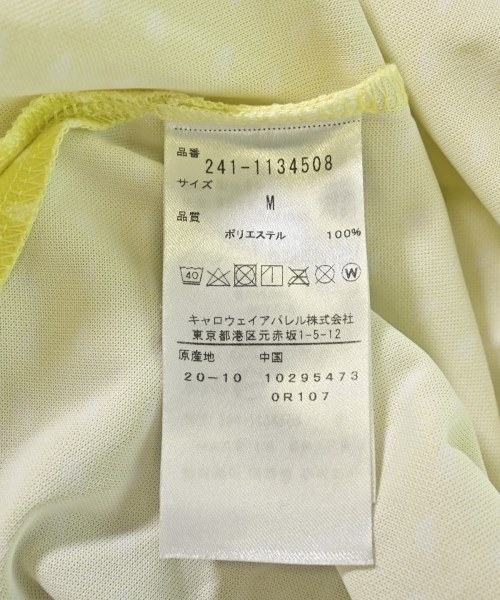 品番
241-1134508
サイズ
M
品質
ポリエステル 100%
40 W
キャロウェイアパレル株式会社
東京都港区元赤坂1-5-12
原産地 中国
20-10 10295473
0R107